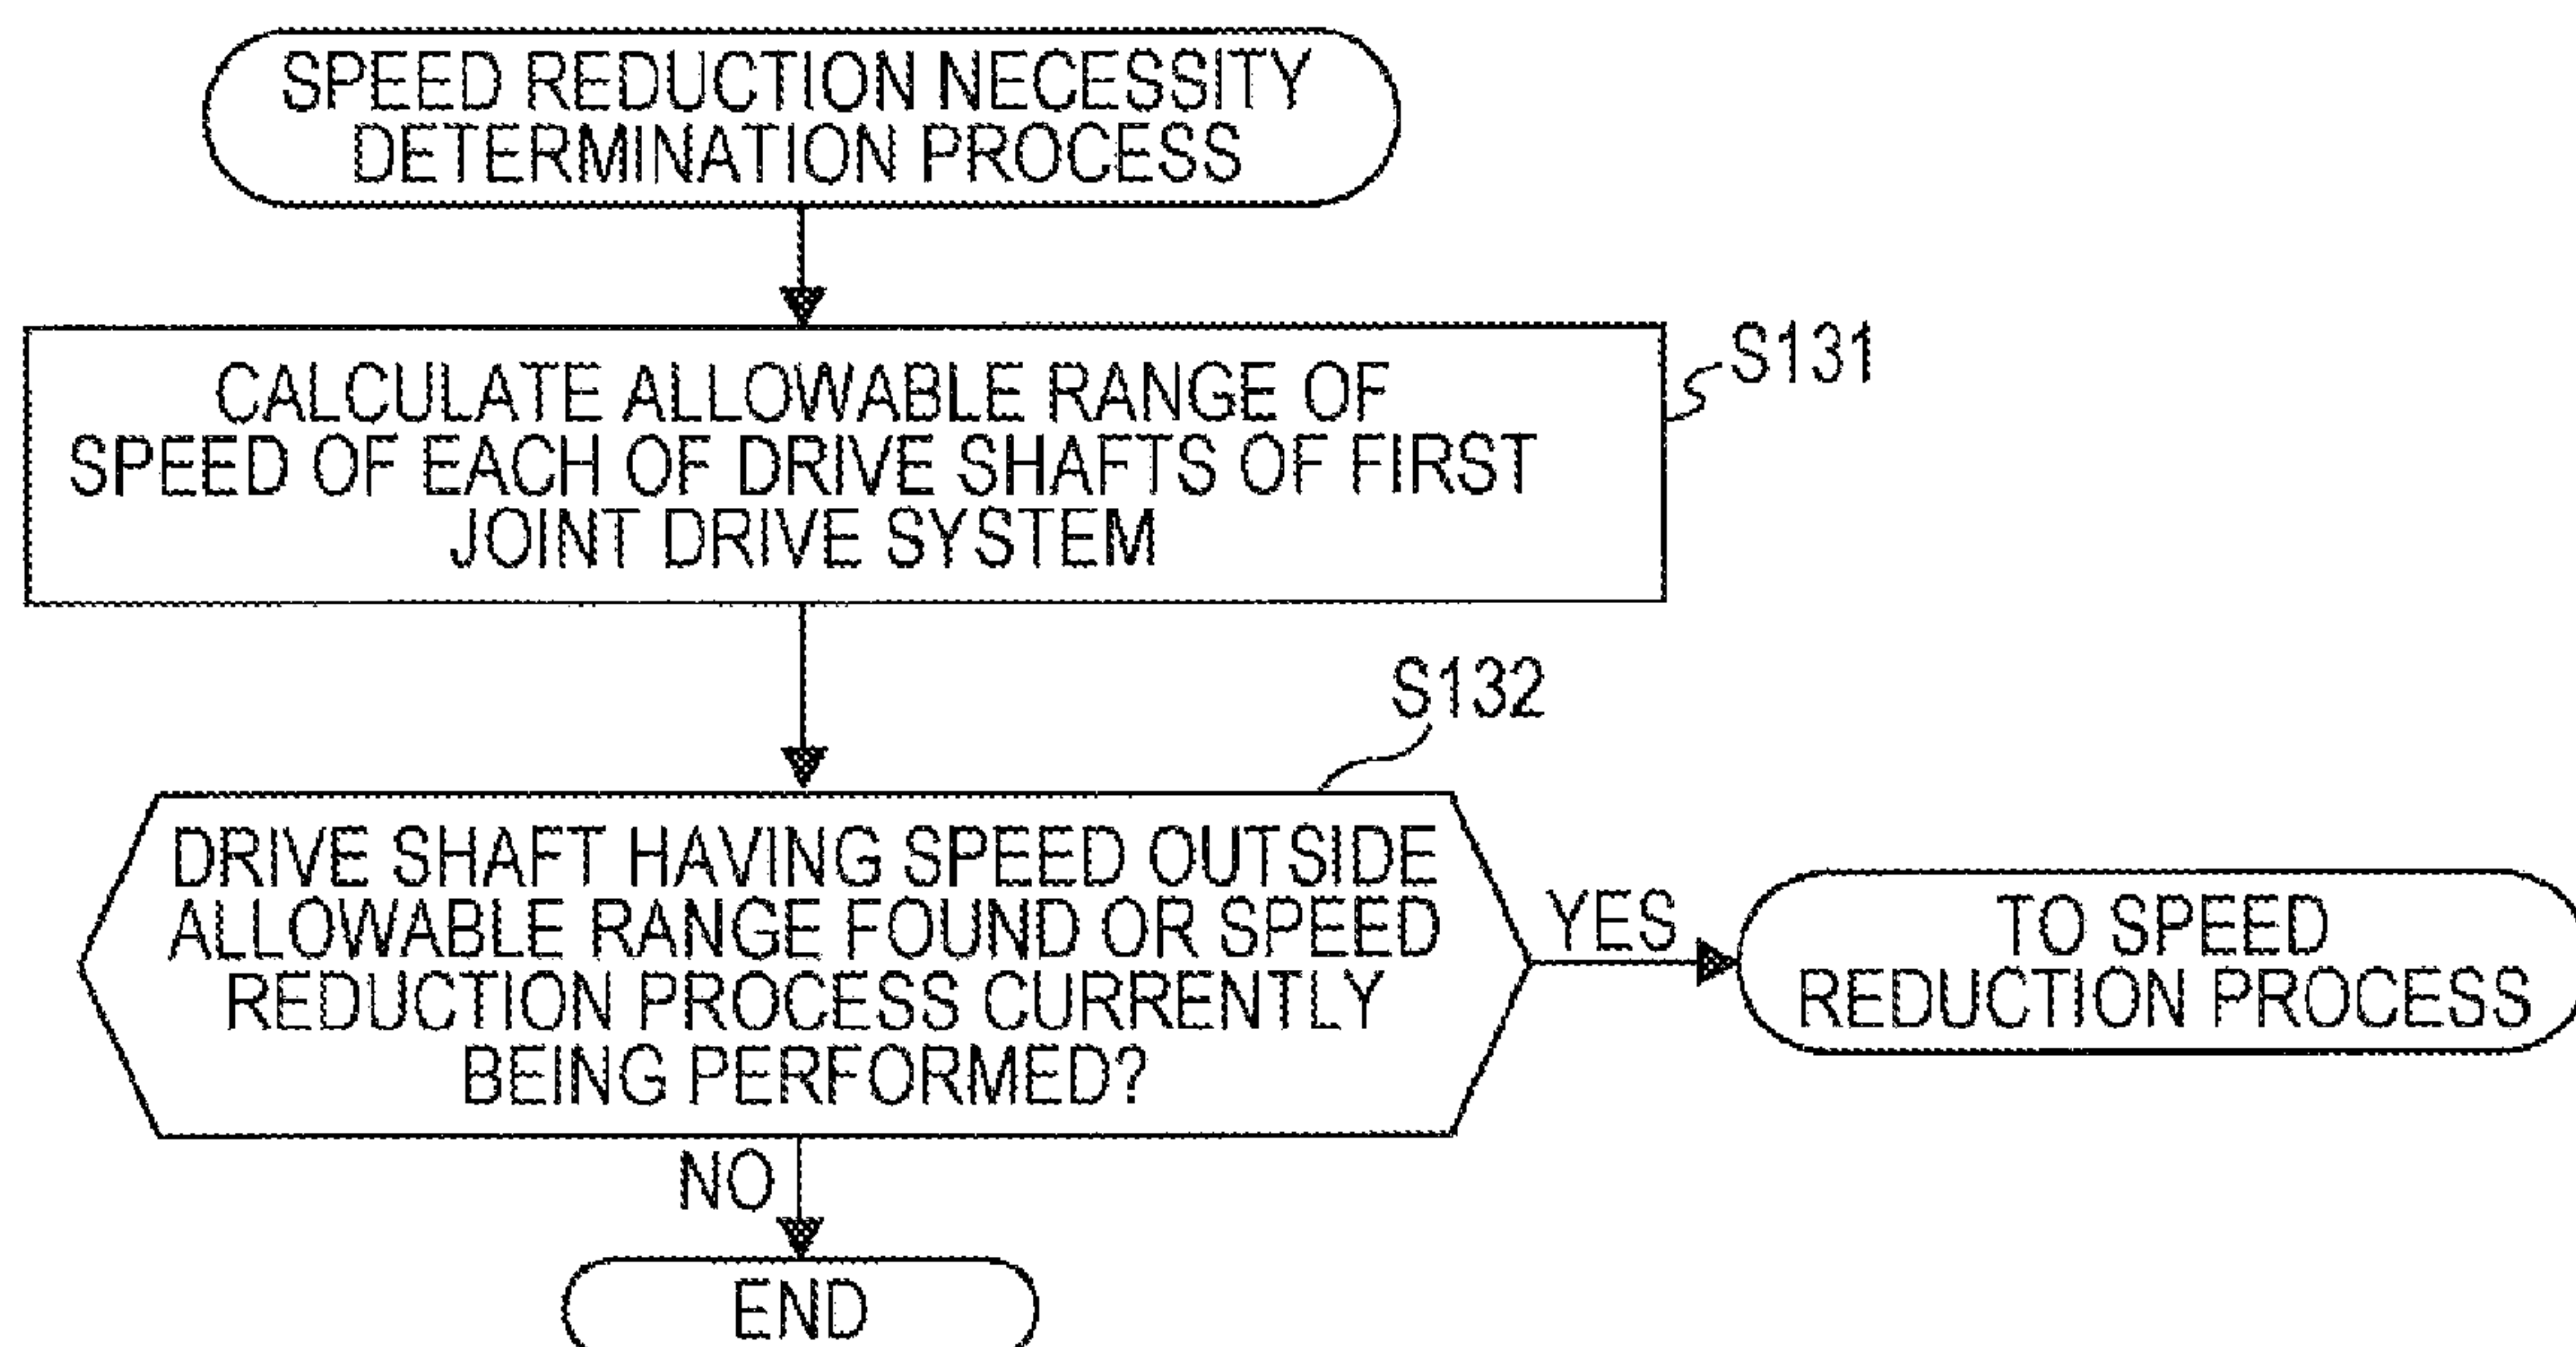 SPEED REDUCTION NECESSITY
DETERMINATION PROCESS
CALCULATE ALLOWABLE RANGE OF
SPEED OF EACH OF DRIVE SHAFTS OF FIRST
JOINT DRIVE SYSTEM
S131
S132
DRIVE SHAFT HAVING SPEED OUTSIDE
ALLOWABLE RANGE FOUND OR SPEED
REDUCTION PROCESS CURRENTLY
BEING PERFORMED?
YES
TO SPEED
REDUCTION PROCESS
NO
END